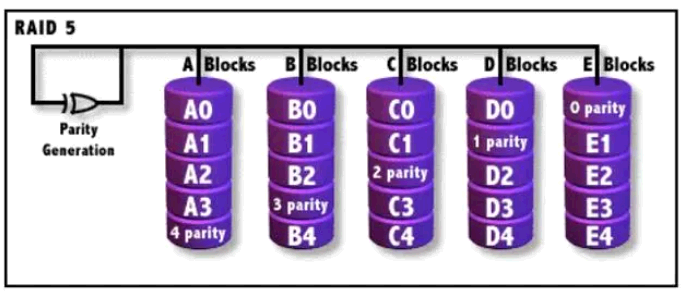 RAID 5
A Blocks B Blocks C Blocks D Blocks E Blocks
Parity
Generation
A0 B0 C0 D0 0 parity
A1 B1 C1 1 parity E1
A2 B2 2 parity D2 E2
A3 3 parity C3 D3 E3
4 parity B4 C4 D4 E4